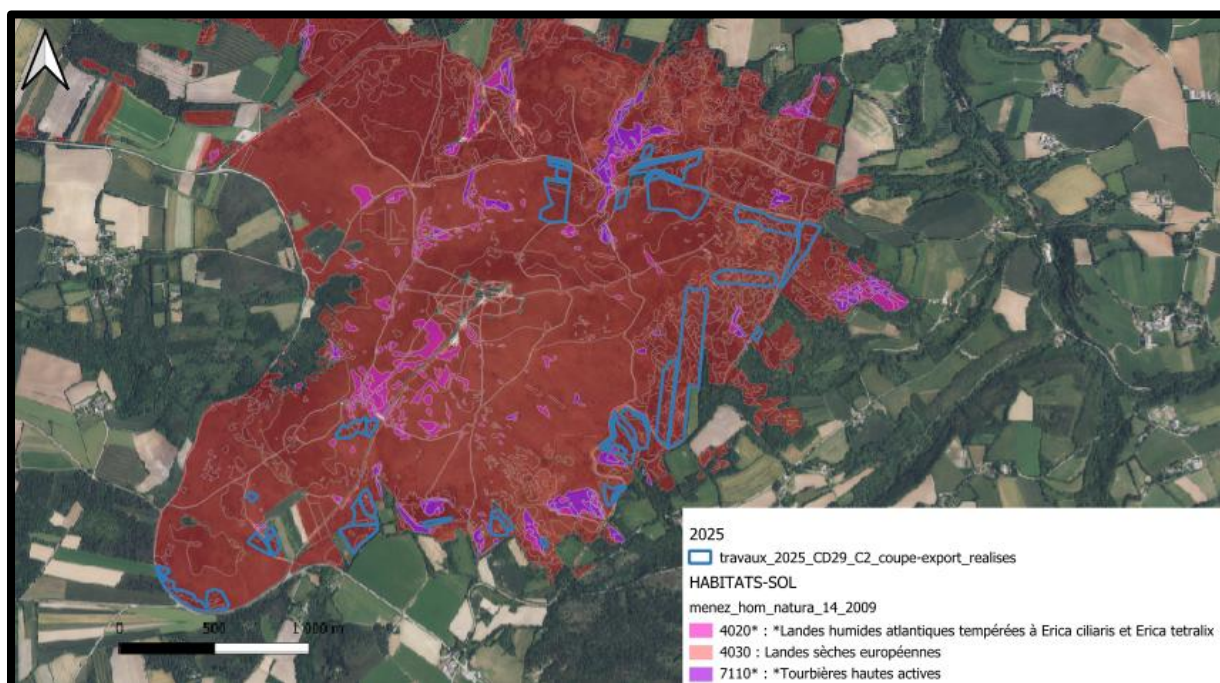 0 500 1 000 m
2025
travaux_2025_CD29_C2_coupe-export_realises
HABITATS-SOL
menez_hom_natura_14_2009
4020* : *Landes humides atlantiques tempérées à Erica ciliaris et Erica tetralix
4030 : Landes sèches européennes
7110* : *Tourbières hautes actives